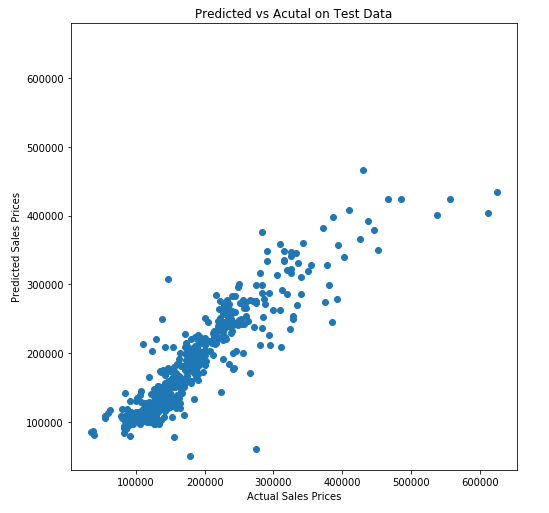 Predicted vs Acutal on Test Data
600000
500000
400000
300000
200000
100000
Predicted Sales Prices
100000 200000 300000 400000 500000 600000
Actual Sales Prices